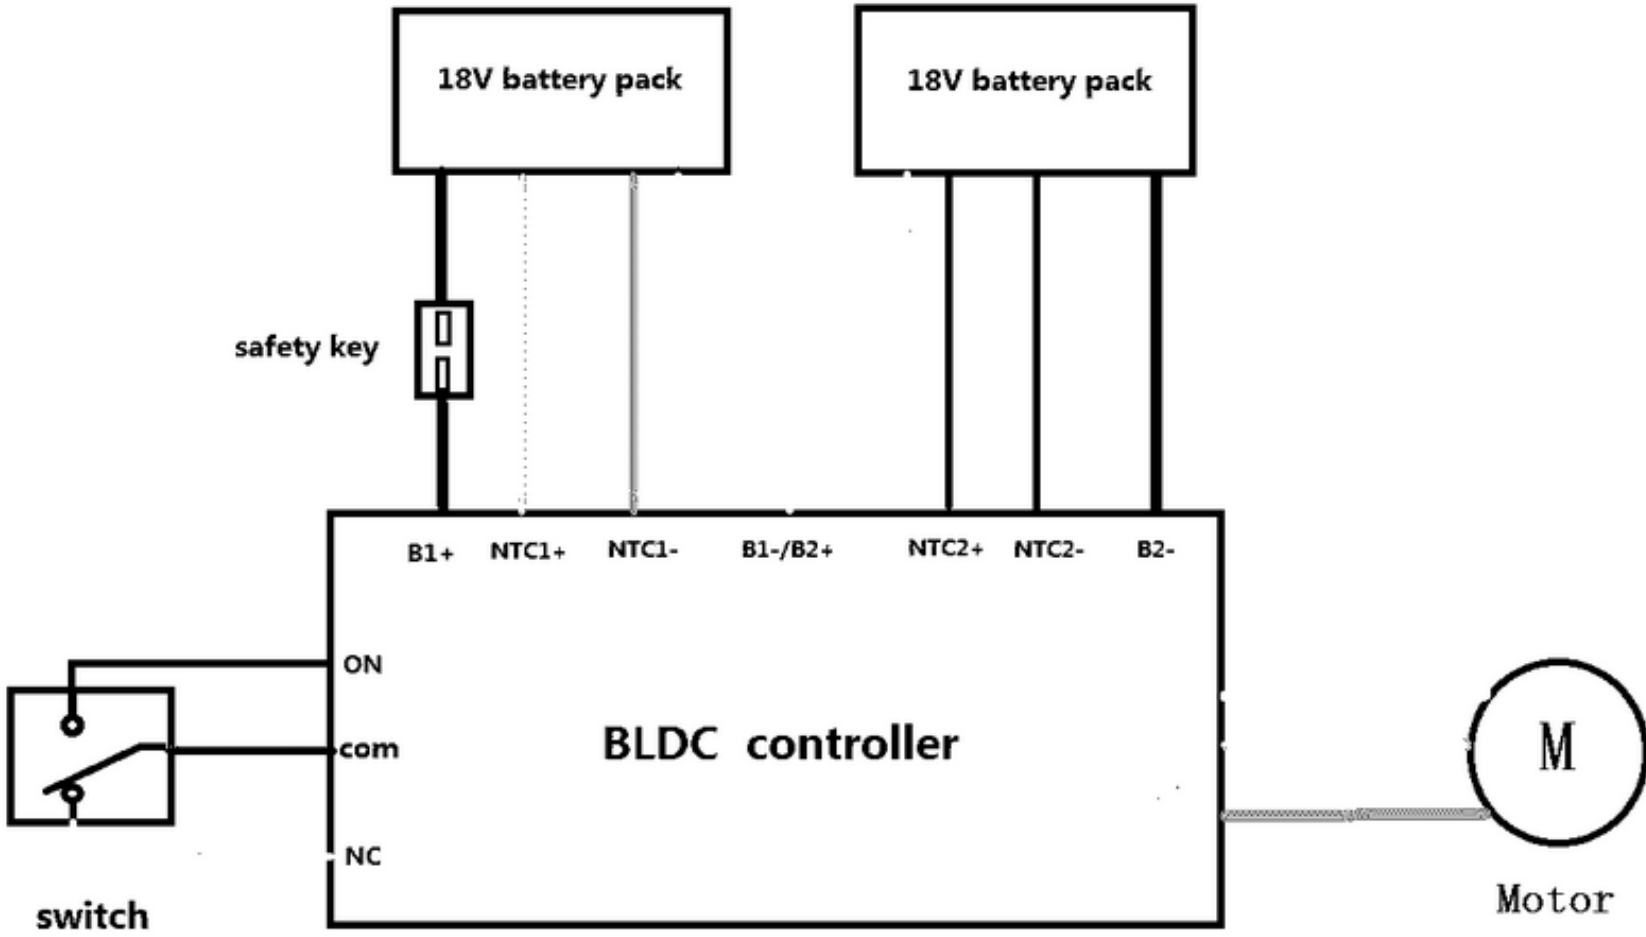 18V battery pack
18V battery pack
safety key
B1+ NTC1+ NTC1- B1-/B2+ NTC2+ NTC2- B2-
ON
com
NC
BLDC controller
M
switch
Motor